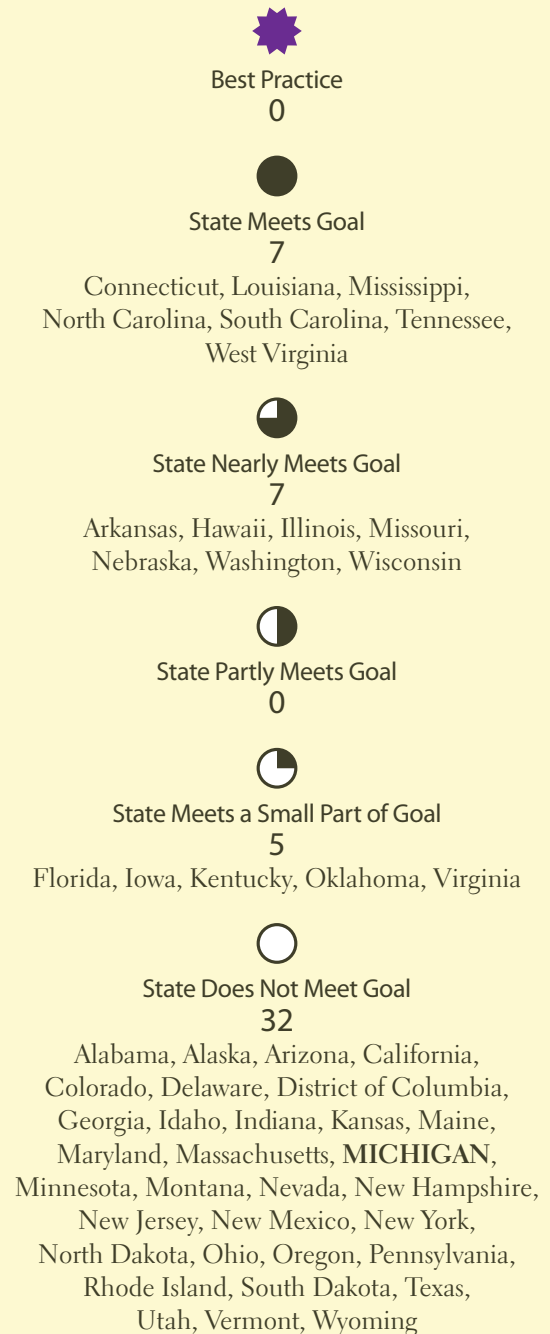 Best Practice
0
State Meets Goal
7
Connecticut, Louisiana, Mississippi,
North Carolina, South Carolina, Tennessee,
West Virginia
State Nearly Meets Goal
7
Arkansas, Hawaii, Illinois, Missouri,
Nebraska, Washington, Wisconsin
State Partly Meets Goal
0
State Meets a Small Part of Goal
5
Florida, Iowa, Kentucky, Oklahoma, Virginia
State Does Not Meet Goal
32
Alabama, Alaska, Arizona, California,
Colorado, Delaware, District of Columbia,
Georgia, Idaho, Indiana, Kansas, Maine,
Maryland, Massachusetts, MICHIGAN,
Minnesota, Montana, Nevada, New Hampshire,
New Jersey, New Mexico, New York,
North Dakota, Ohio, Oregon, Pennsylvania,
Rhode Island, South Dakota, Texas,
Utah, Vermont, Wyoming